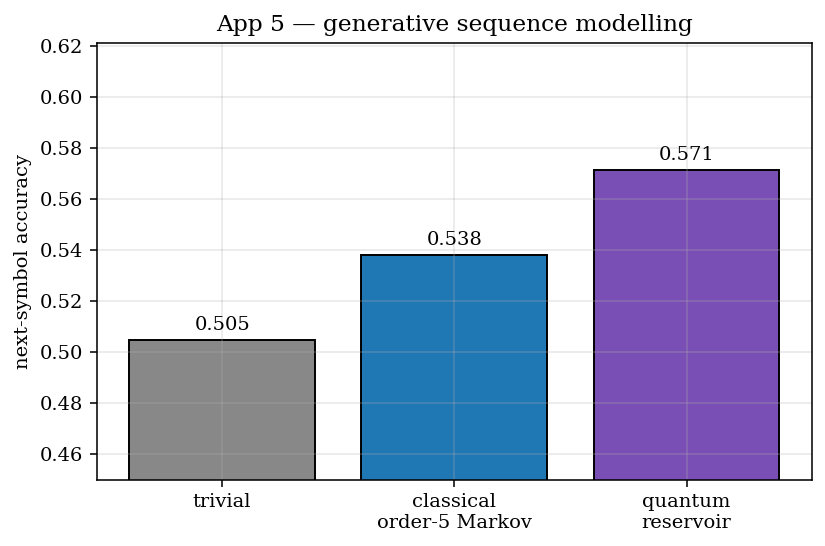 App 5 — generative sequence modelling
next-symbol accuracy
0.62
0.60
0.58
0.56
0.54
0.52
0.50
0.48
0.46
0.505
0.538
0.571
trivial
classical
order-5 Markov
quantum
reservoir